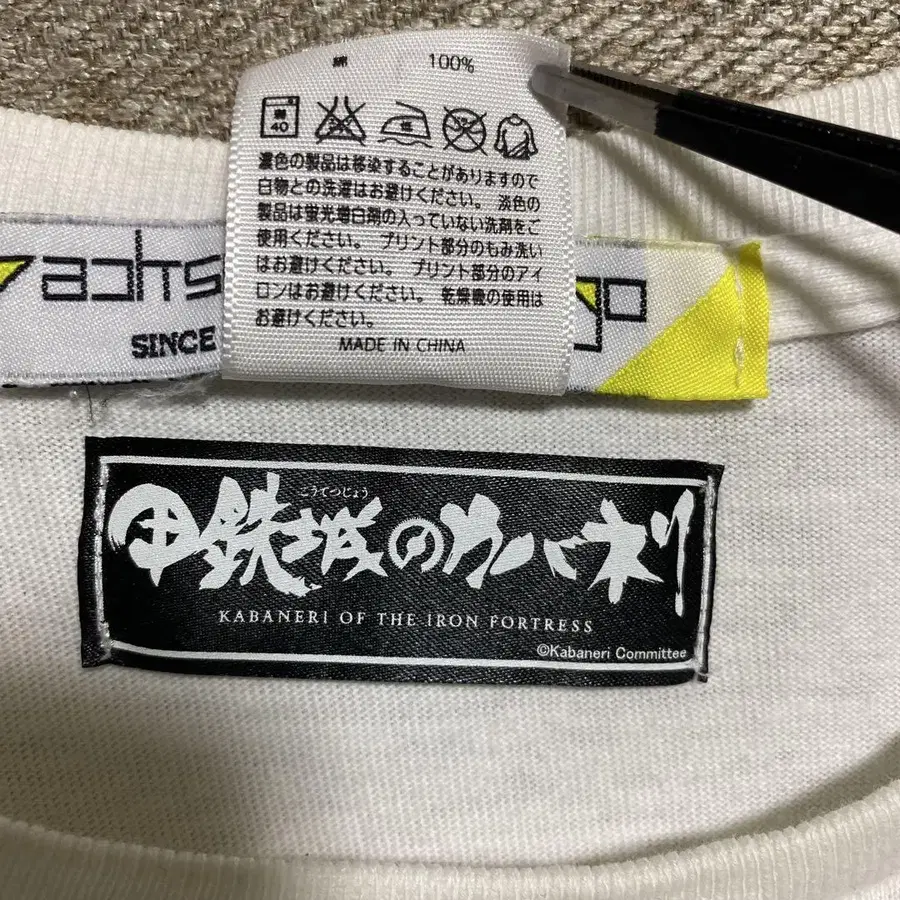 綿 100%
弱 40
濃色の製品は移染することがありますので
白物との洗濯はお避けください。淡色の
製品は蛍光増白剤の入っていない洗剤をご
使用ください。プリント部分のもみ洗い
はお避けください。プリント部分のアイ
ロンはお避けください。乾燥機の使用は
お避けください。
MADE IN CHINA
SINCE
こうてつじょう
甲鉄城のカバネリ
KABANERI OF THE IRON FORTRESS
©Kabaneri Committee